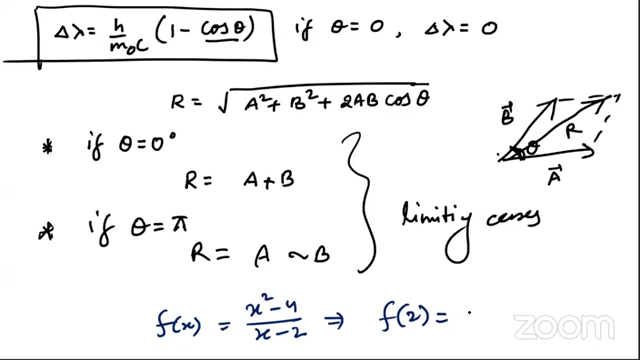 Δλ = h/m₀c (1 - cosθ) if θ = 0, Δλ = 0
R = √A² + B² + 2AB cosθ
* if θ = 0°
R = A + B
* if θ = π
R = A ~ B
limitiy cases
B⃗ R θ A⃗
f(x) = x² - 4 / x - 2 ⇒ f(2) =
zoom